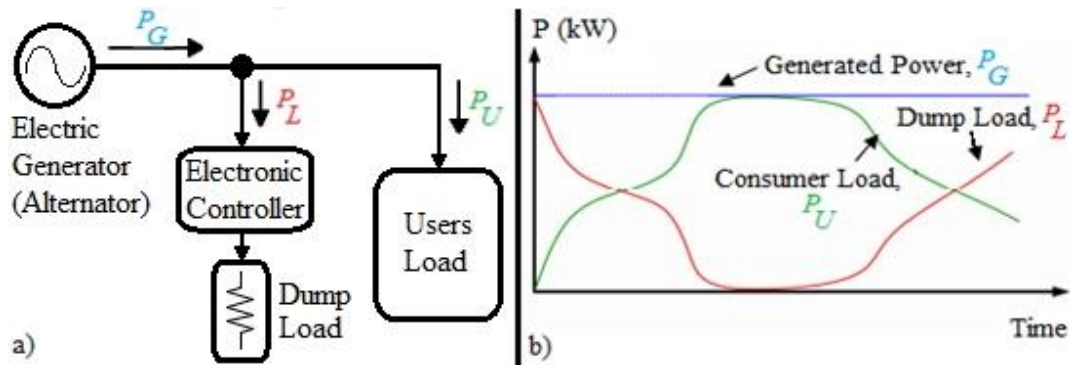 P_G
Electric
Generator
(Alternator)
P_L
P_U
Electronic
Controller
Users
Load
Dump
Load
a)
P (kW)
Generated Power, P_G
Dump Load, P_L
Consumer Load,
P_U
Time
b)